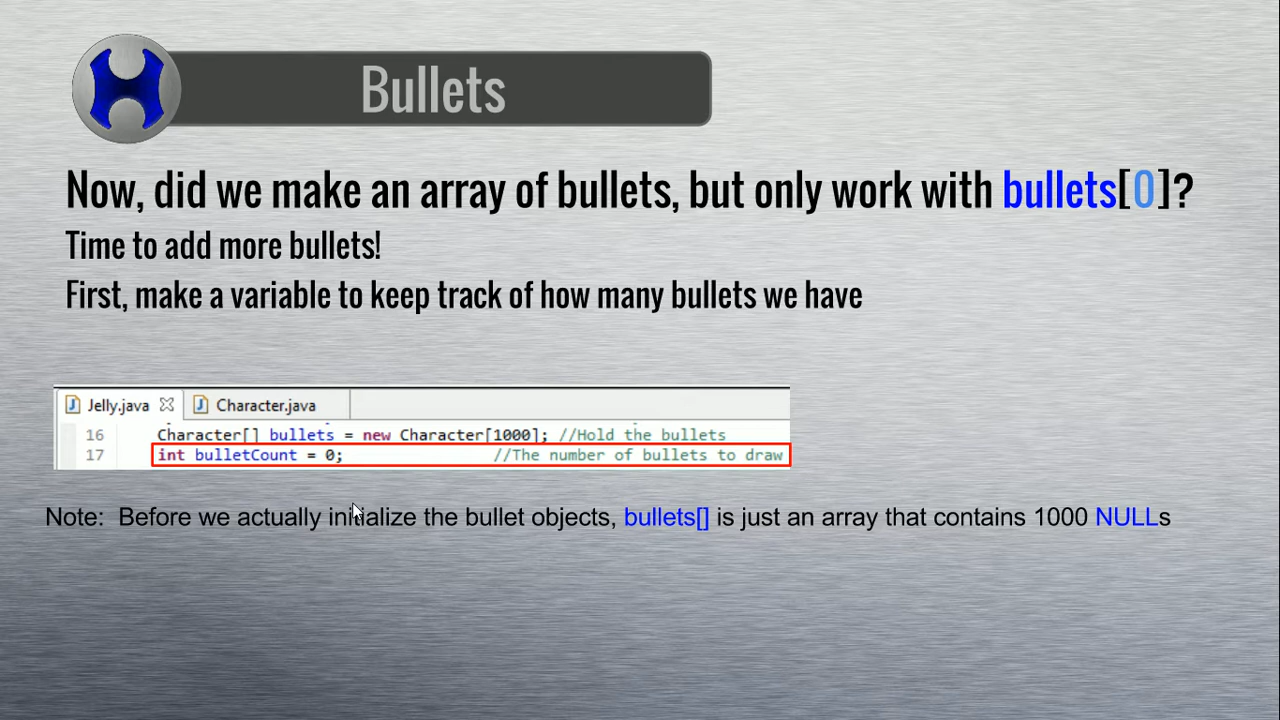 Bullets
Now, did we make an array of bullets, but only work with bullets[0]?
Time to add more bullets!
First, make a variable to keep track of how many bullets we have
Jelly.java Character.java
16 Character[] bullets = new Character[1000]; //Hold the bullets
17 int bulletCount = 0; //The number of bullets to draw
Note: Before we actually initialize the bullet objects, bullets[] is just an array that contains 1000 NULLs